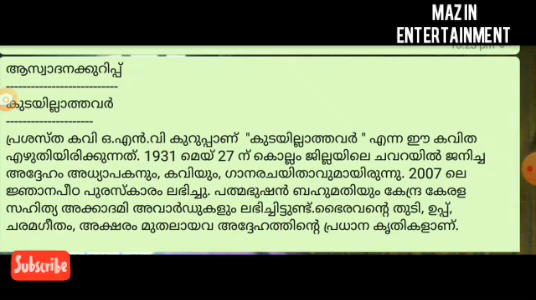 MAZIN
ENTERTAINMENT
ആസ്വാദനക്കുറിപ്പ്
----------------------------
കുടയില്ലാത്തവർ
----------------------
പ്രശസ്ത കവി ഒ.എൻ.വി കുറുപ്പാണ് "കുടയില്ലാത്തവർ " എന്ന ഈ കവിത
എഴുതിയിരിക്കുന്നത്. 1931 മെയ് 27 ന് കൊല്ലം ജില്ലയിലെ ചവറയിൽ ജനിച്ച
അദ്ദേഹം അധ്യാപകനും, കവിയും, ഗാനരചയിതാവുമായിരുന്നു. 2007 ലെ
ജ്ഞാനപീഠ പുരസ്കാരം ലഭിച്ചു. പത്മഭൂഷൻ ബഹുമതിയും കേന്ദ്ര കേരള
സഹിത്യ അക്കാദമി അവാർഡുകളും ലഭിച്ചിട്ടുണ്ട്.ഭൈരവന്റെ തുടി, ഉപ്പ്,
ചരമഗീതം, അക്ഷരം മുതലായവ അദ്ദേഹത്തിന്റെ പ്രധാന കൃതികളാണ്.
Subscribe